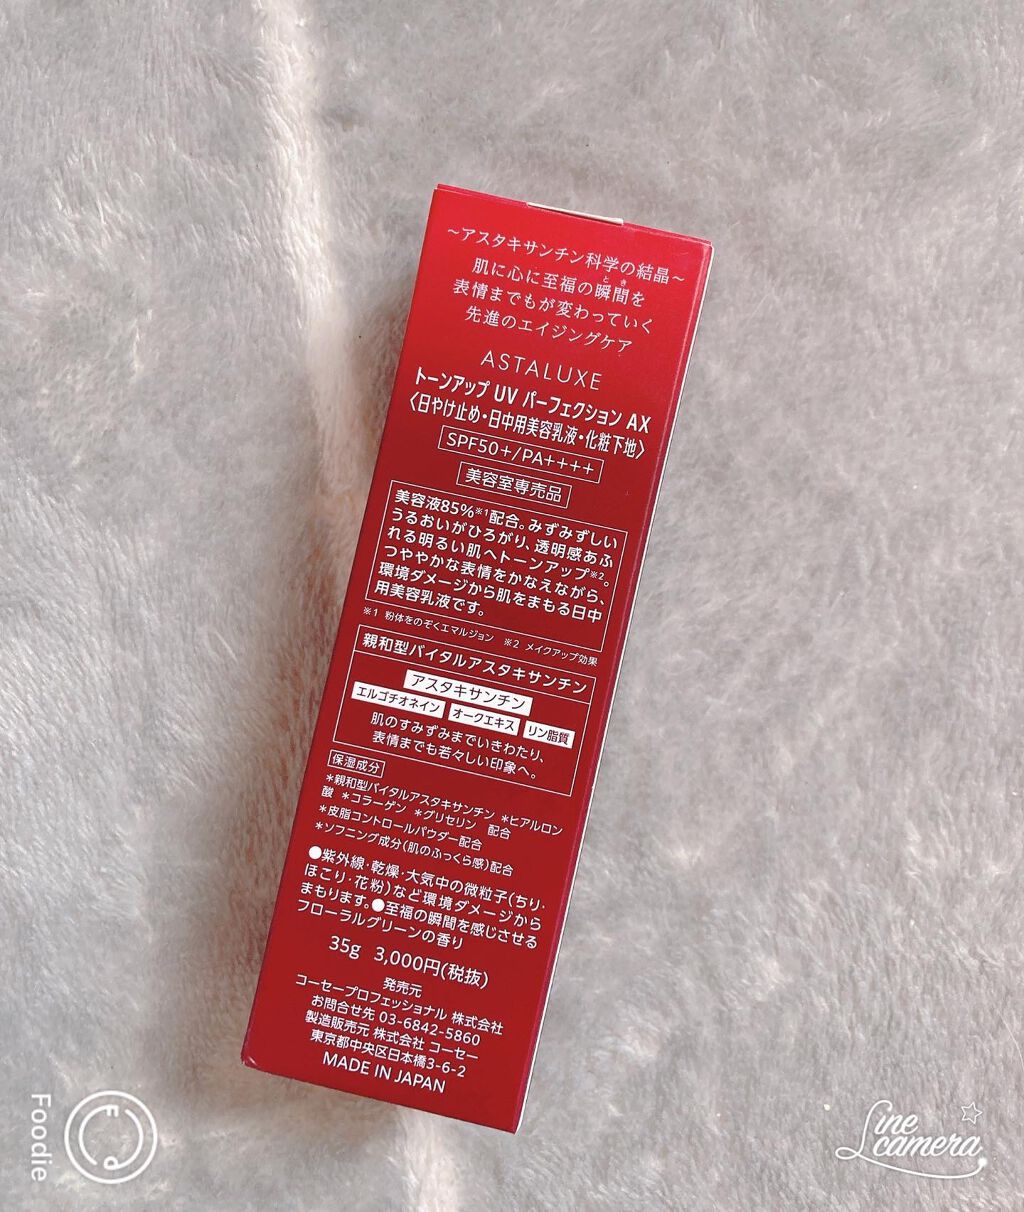 ～アスタキサンチン科学の結晶～
肌に心に至福の瞬間を
とき
表情までもが変わっていく
先進のエイジングケア
ASTALUXE
トーンアップ UV パーフェクション AX
〈日やけ止め・日中用美容乳液・化粧下地〉
SPF50+/PA++++
美容室専売品
美容液85%※1配合。みずみずしい
うるおいがひろがり、透明感あふ
れる明るい肌へトーンアップ※2。
つややかな表情をかなえながら、
環境ダメージから肌をまもる日中
用美容乳液です。
※1 粉体をのぞくエマルジョン ※2 メイクアップ効果
親和型バイタルアスタキサンチン
アスタキサンチン
エルゴチオネイン オークエキス リン脂質
肌のすみずみまでいきわたり、
表情までも若々しい印象へ。
保湿成分
*親和型バイタルアスタキサンチン *ヒアルロン
酸 *コラーゲン *グリセリン 配合
*皮脂コントロールパウダー配合
*ソフニング成分(肌のふっくら感)配合
●紫外線・乾燥・大気中の微粒子(ちり・
ほこり・花粉)など環境ダメージから
まもります。●至福の瞬間を感じさせる
フローラルグリーンの香り
35g 3,000円(税抜)
発売元
コーセープロフェッショナル 株式会社
お問合せ先 03-6842-5860
製造販売元 株式会社 コーセー
東京都中央区日本橋3-6-2
MADE IN JAPAN
Foodie
Line
camera